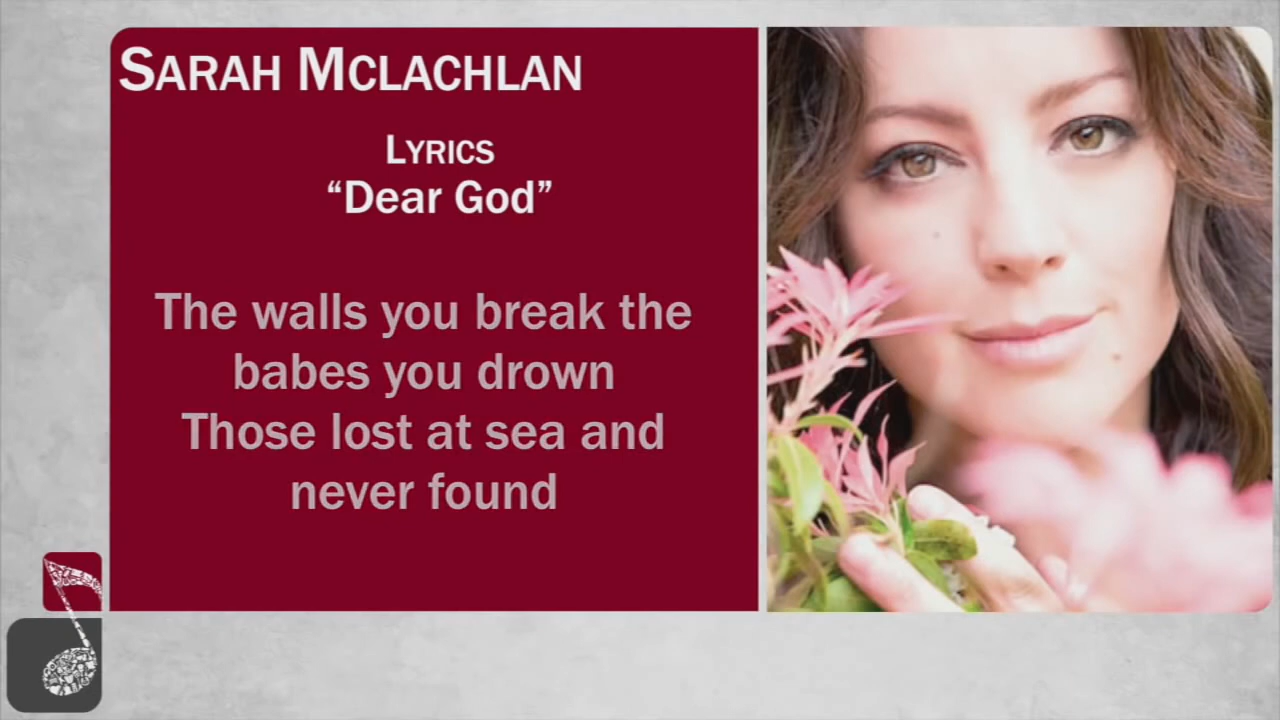 SARAH MCLACHLAN
LYRICS
“Dear God”
The walls you break the
babes you drown
Those lost at sea and
never found